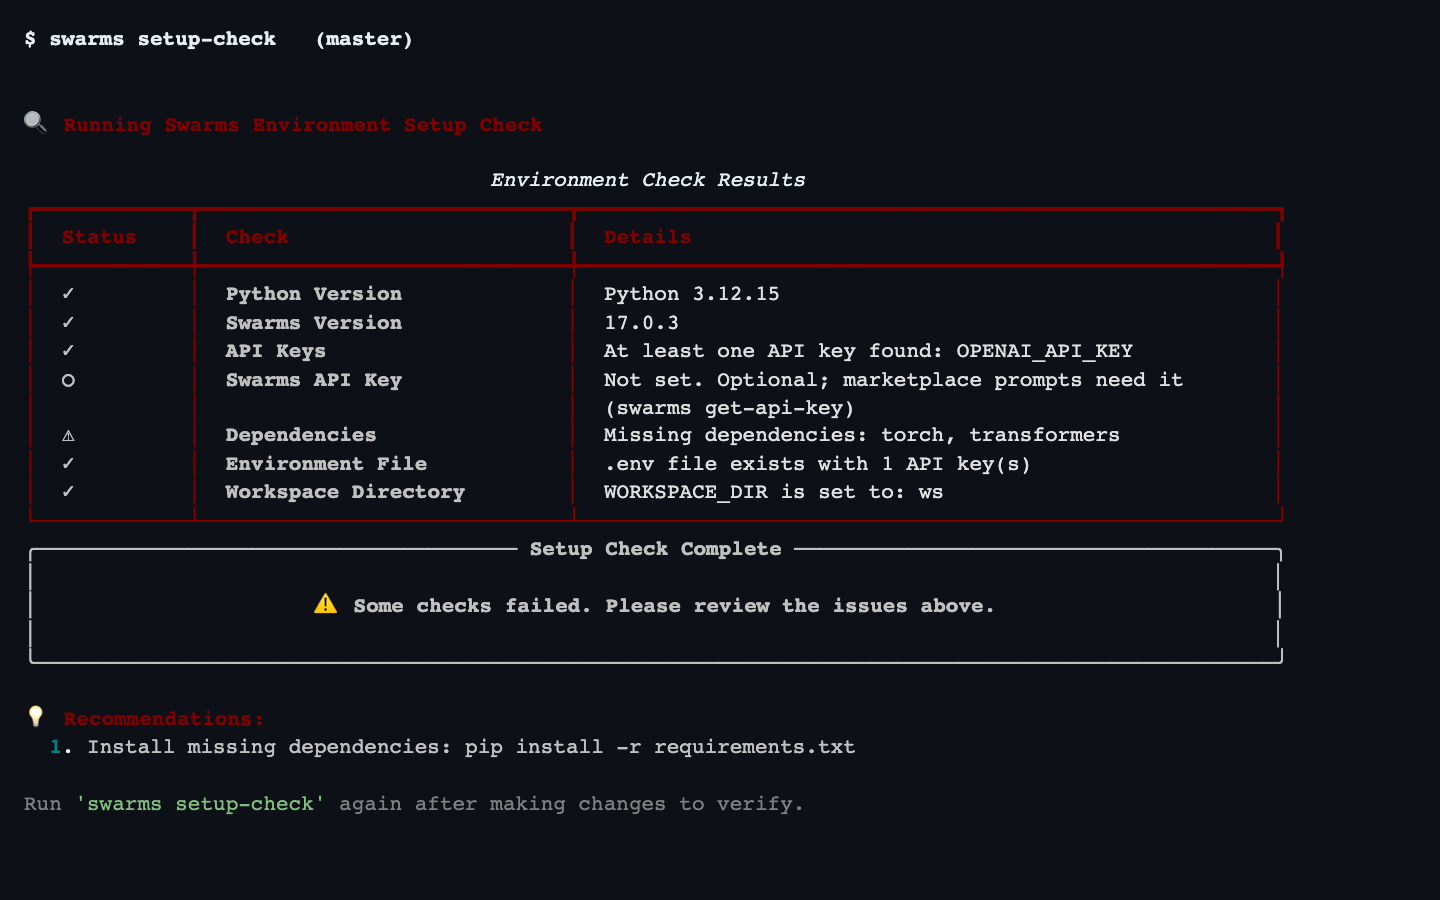 $ swarms setup-check (master)
🔍 Running Swarms Environment Setup Check
Environment Check Results
Status Check Details
✓ Python Version Python 3.12.15
✓ Swarms Version 17.0.3
✓ API Keys At least one API key found: OPENAI_API_KEY
○ Swarms API Key Not set. Optional; marketplace prompts need it
(swarms get-api-key)
⚠ Dependencies Missing dependencies: torch, transformers
✓ Environment File .env file exists with 1 API key(s)
✓ Workspace Directory WORKSPACE_DIR is set to: ws
Setup Check Complete
⚠️ Some checks failed. Please review the issues above.
💡 Recommendations:
1. Install missing dependencies: pip install -r requirements.txt
Run 'swarms setup-check' again after making changes to verify.